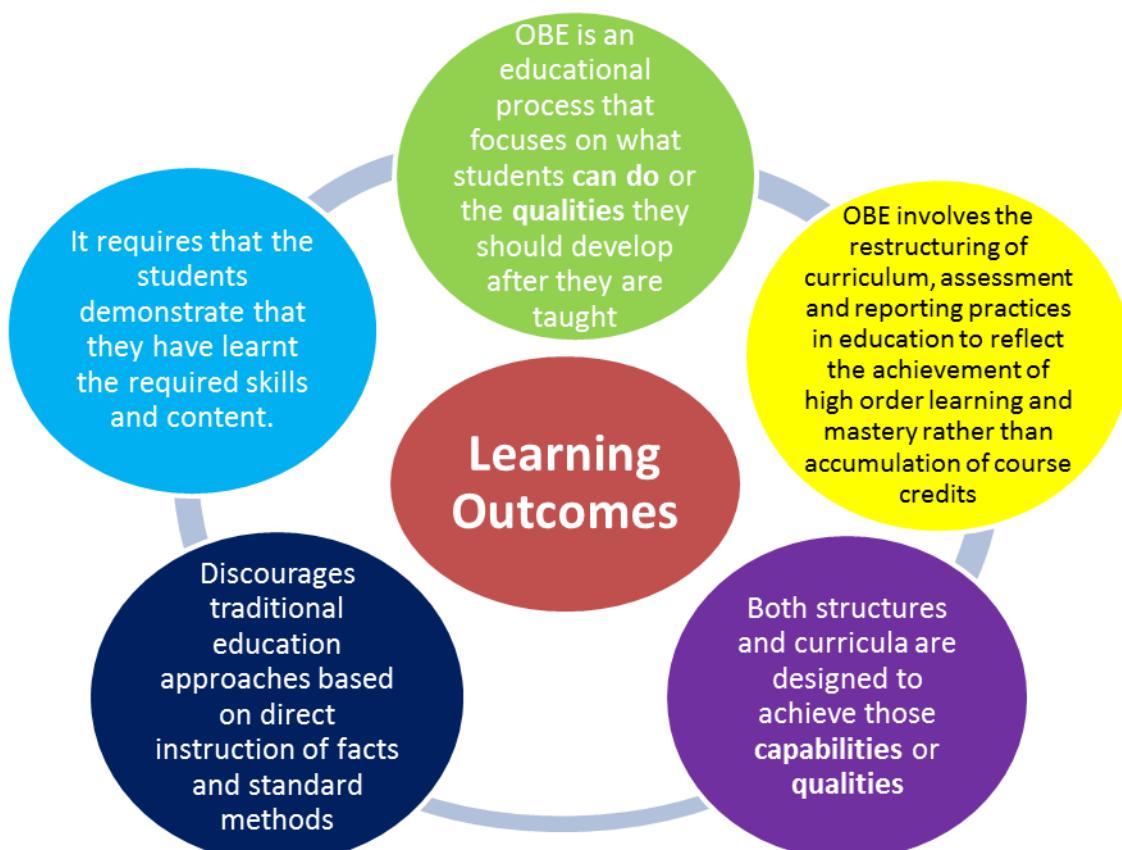 OBE is an
educational
process that
focuses on what
students can do or
the qualities they
should develop
after they are
taught
OBE involves the
restructuring of
curriculum, assessment
and reporting practices
in education to reflect
the achievement of
high order learning and
mastery rather than
accumulation of course
credits
Both structures
and curricula are
designed to
achieve those
capabilities or
qualities
Discourages
traditional
education
approaches based
on direct
instruction of facts
and standard
methods
It requires that the
students
demonstrate that
they have learnt
the required skills
and content.
Learning
Outcomes